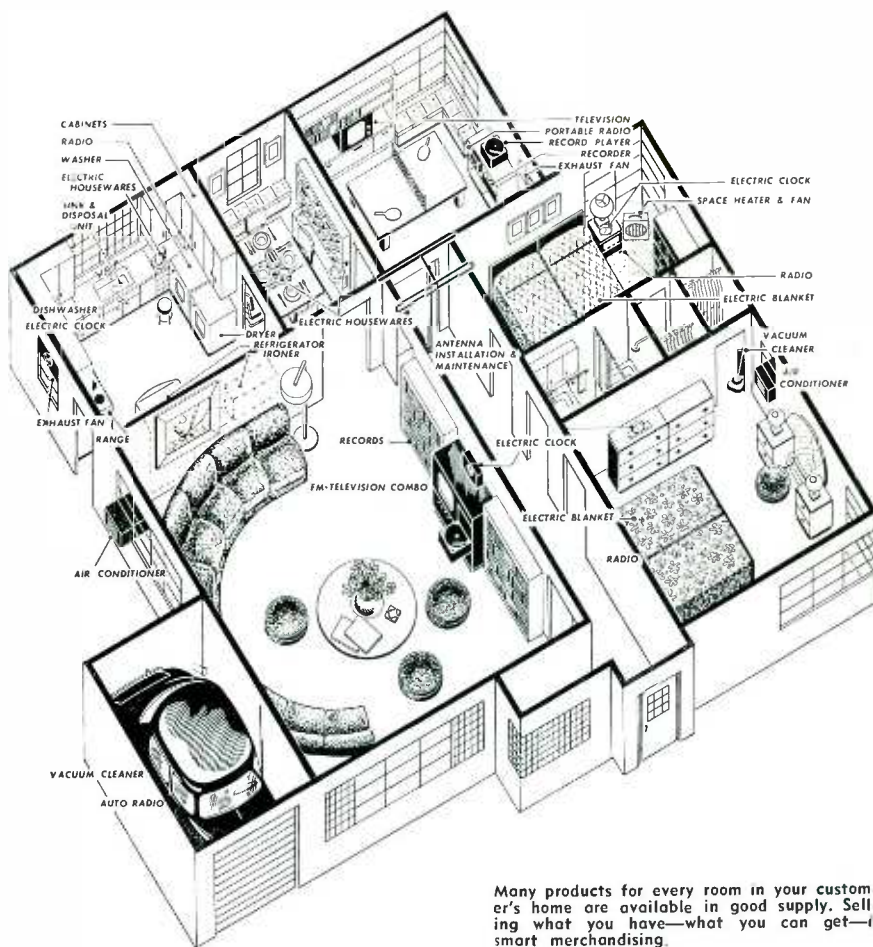 CABINETS
RADIO
WASHER
ELECTRIC
HOUSEWARES
SINK &
DISPOSAL
UNIT
DISHWASHER
ELECTRIC CLOCK
EXHAUST FAN
RANGE
DRYER
REFRIGERATOR
IRONER
ELECTRIC HOUSEWARES
TELEVISION
PORTABLE RADIO
RECORD PLAYER
RECORDER
EXHAUST FAN
ELECTRIC CLOCK
SPACE HEATER & FAN
RADIO
ELECTRIC BLANKET
ANTENNA
INSTALLATION &
MAINTENANCE
VACUUM
CLEANER
AIR
CONDITIONER
RECORDS
ELECTRIC CLOCK
FM-TELEVISION COMBO
ELECTRIC BLANKET
RADIO
AIR CONDITIONER
VACUUM CLEANER
AUTO RADIO
Many products for every room in your custom
er's home are available in good supply. Sell
ing what you have—what you can get—i
smart merchandising.